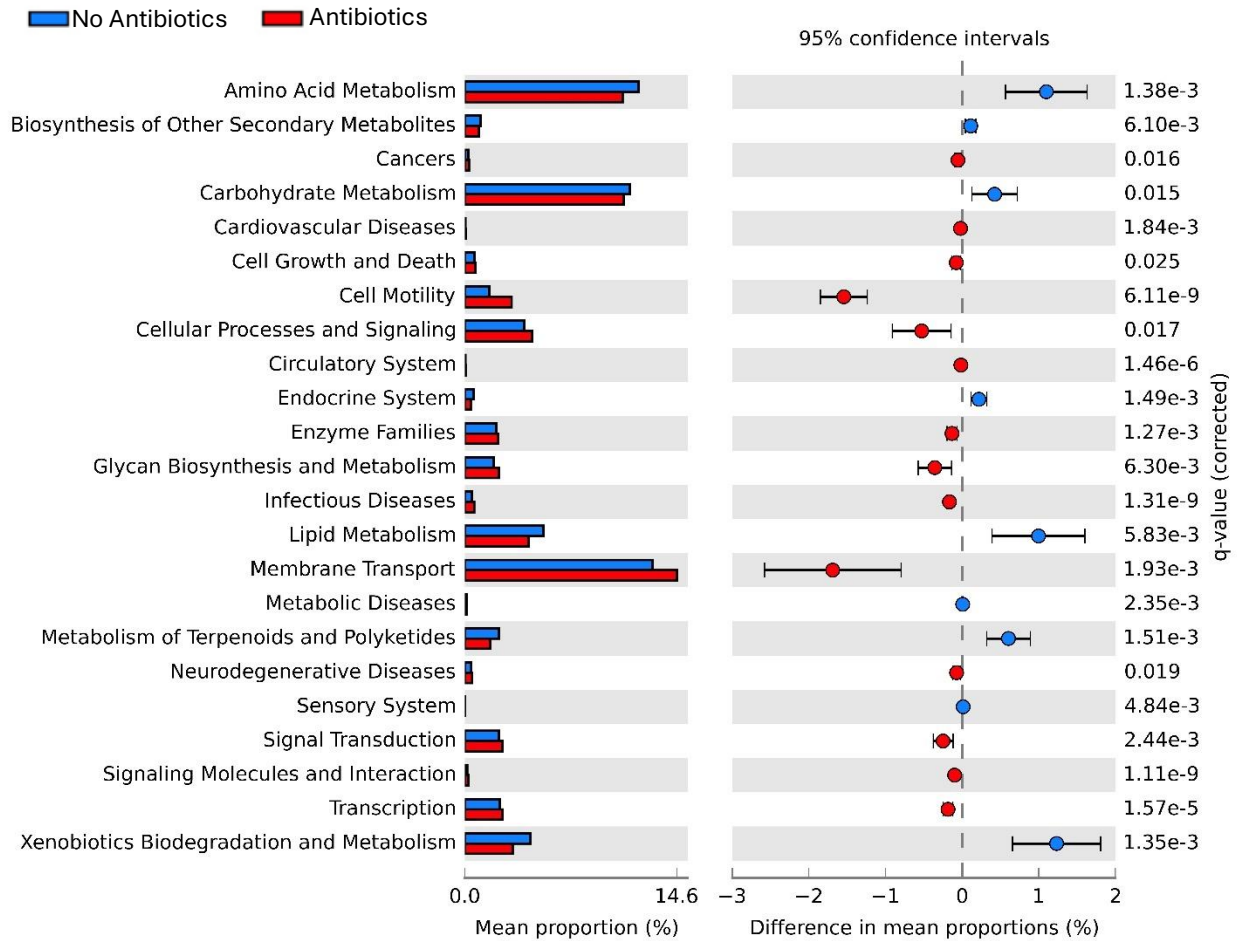 No Antibiotics Antibiotics
95% confidence intervals
Amino Acid Metabolism 1.38e-3
Biosynthesis of Other Secondary Metabolites 6.10e-3
Cancers 0.016
Carbohydrate Metabolism 0.015
Cardiovascular Diseases 1.84e-3
Cell Growth and Death 0.025
Cell Motility 6.11e-9
Cellular Processes and Signaling 0.017
Circulatory System 1.46e-6
Endocrine System 1.49e-3
Enzyme Families 1.27e-3
Glycan Biosynthesis and Metabolism 6.30e-3
Infectious Diseases 1.31e-9
Lipid Metabolism 5.83e-3
Membrane Transport 1.93e-3
Metabolic Diseases 2.35e-3
Metabolism of Terpenoids and Polyketides 1.51e-3
Neurodegenerative Diseases 0.019
Sensory System 4.84e-3
Signal Transduction 2.44e-3
Signaling Molecules and Interaction 1.11e-9
Transcription 1.57e-5
Xenobiotics Biodegradation and Metabolism 1.35e-3
q-value (corrected)
0.0 14.6 −3 −2 −1 0 1 2
Mean proportion (%) Difference in mean proportions (%)